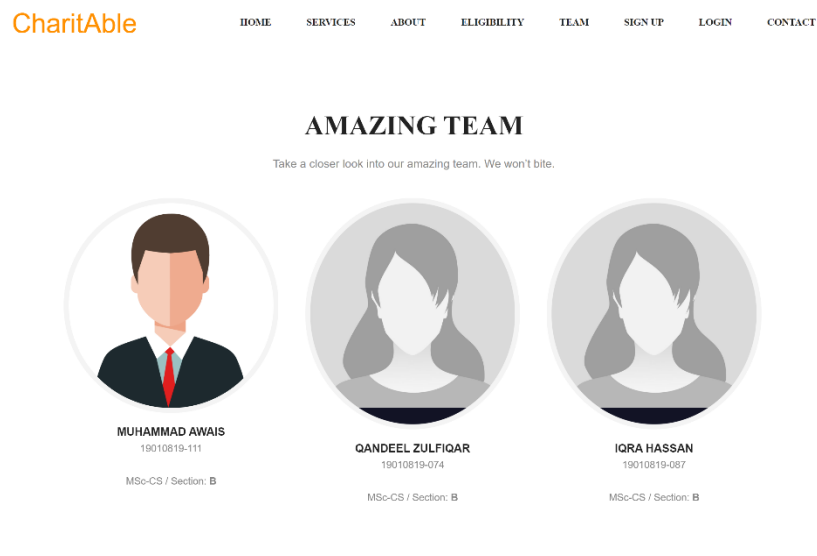 CharitAble
HOME SERVICES ABOUT ELIGIBILITY TEAM SIGN UP LOGIN CONTACT
AMAZING TEAM
Take a closer look into our amazing team. We won't bite.
MUHAMMAD AWAIS
19010819-111
MSc-CS / Section: B
QANDEEL ZULFIQAR
19010819-074
MSc-CS / Section: B
IQRA HASSAN
19010819-087
MSc-CS / Section: B